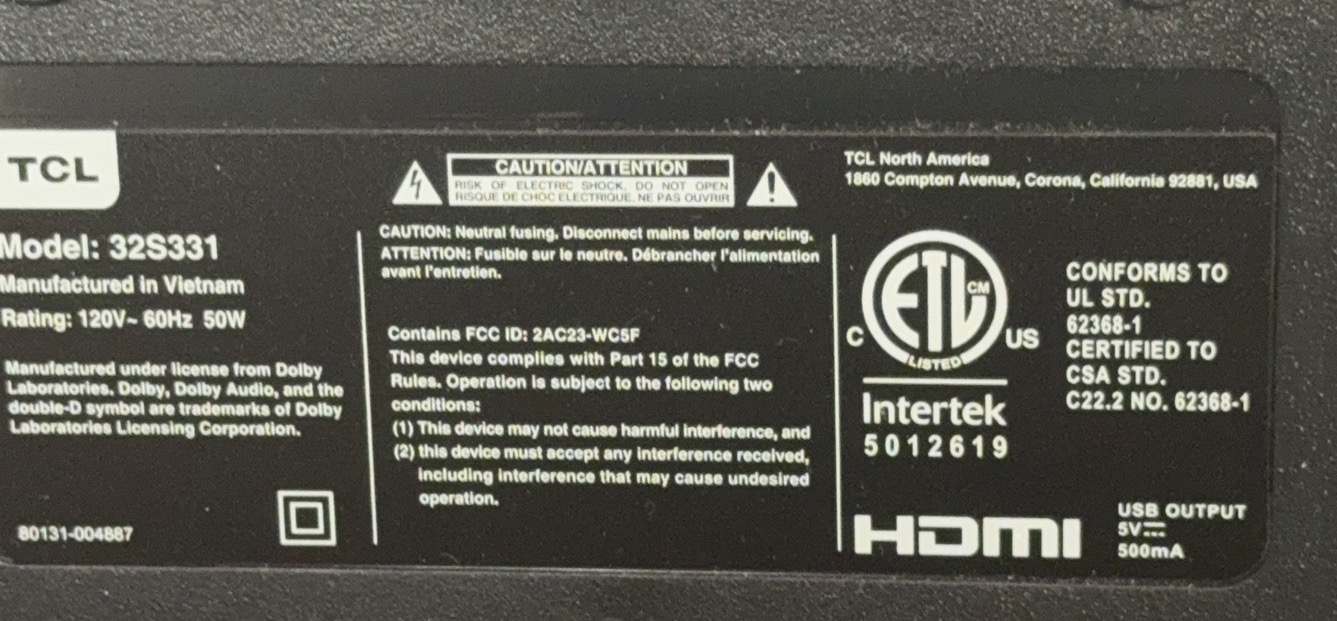 TCL
Model: 32S331
Manufactured in Vietnam
Rating: 120V~ 60Hz 50W
Manufactured under license from Dolby
Laboratories. Dolby, Dolby Audio, and the
double-D symbol are trademarks of Dolby
Laboratories Licensing Corporation.
80131-004887
CAUTION/ATTENTION
RISK OF ELECTRIC SHOCK. DO NOT OPEN
RISQUE DE CHOC ELECTRIQUE. NE PAS OUVRIR
CAUTION: Neutral fusing. Disconnect mains before servicing.
ATTENTION: Fusible sur le neutre. Débrancher l'alimentation
avant l'entretien.
Contains FCC ID: 2AC23-WC5F
This device complies with Part 15 of the FCC
Rules. Operation is subject to the following two
conditions:
(1) This device may not cause harmful interference, and
(2) this device must accept any interference received,
including interference that may cause undesired
operation.
TCL North America
1860 Compton Avenue, Corona, California 92881, USA
ETL CM
C US
LISTED
Intertek
5012619
CONFORMS TO
UL STD.
62368-1
CERTIFIED TO
CSA STD.
C22.2 NO. 62368-1
HDMI
USB OUTPUT
5V
500mA